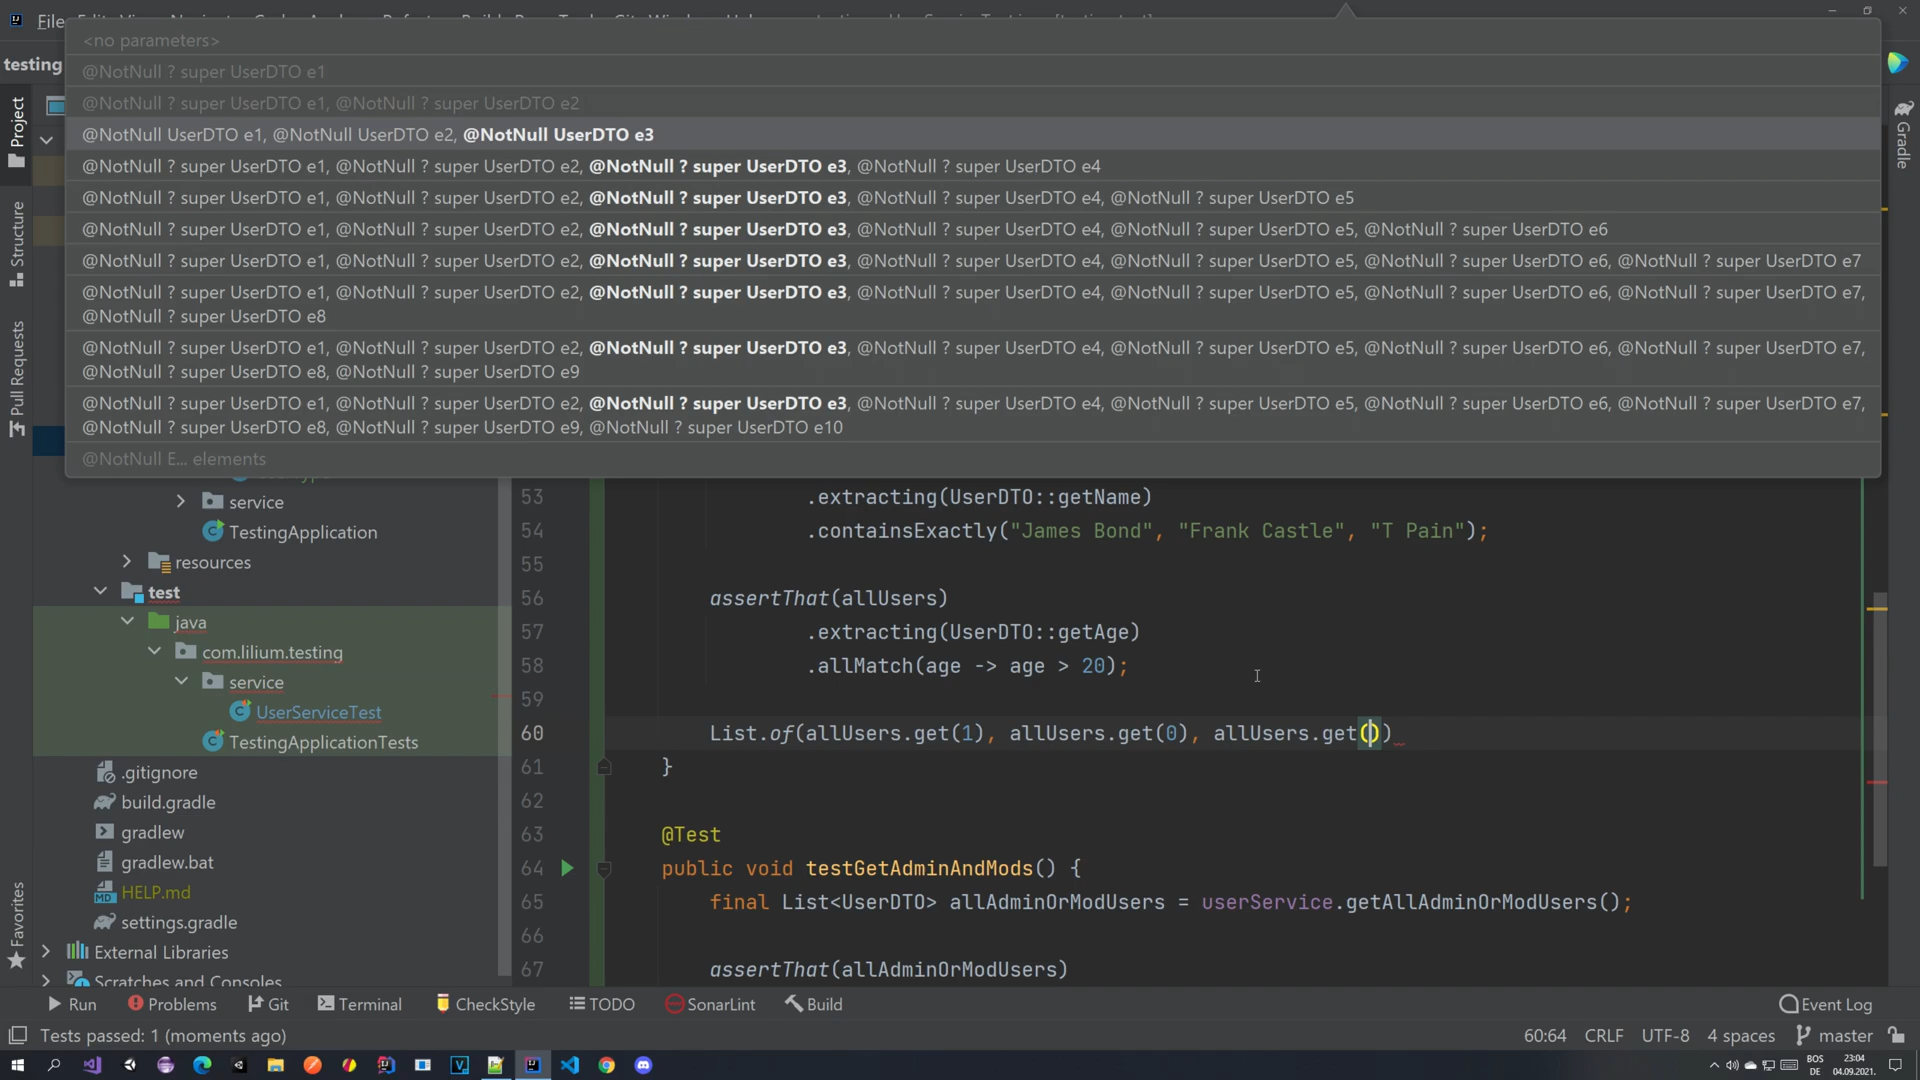 File
testing
<no parameters>
@NotNull ? super UserDTO e1
@NotNull ? super UserDTO e1, @NotNull ? super UserDTO e2
@NotNull UserDTO e1, @NotNull UserDTO e2, @NotNull UserDTO e3
@NotNull ? super UserDTO e1, @NotNull ? super UserDTO e2, @NotNull ? super UserDTO e3, @NotNull ? super UserDTO e4
@NotNull ? super UserDTO e1, @NotNull ? super UserDTO e2, @NotNull ? super UserDTO e3, @NotNull ? super UserDTO e4, @NotNull ? super UserDTO e5
@NotNull ? super UserDTO e1, @NotNull ? super UserDTO e2, @NotNull ? super UserDTO e3, @NotNull ? super UserDTO e4, @NotNull ? super UserDTO e5, @NotNull ? super UserDTO e6
@NotNull ? super UserDTO e1, @NotNull ? super UserDTO e2, @NotNull ? super UserDTO e3, @NotNull ? super UserDTO e4, @NotNull ? super UserDTO e5, @NotNull ? super UserDTO e6, @NotNull ? super UserDTO e7
@NotNull ? super UserDTO e1, @NotNull ? super UserDTO e2, @NotNull ? super UserDTO e3, @NotNull ? super UserDTO e4, @NotNull ? super UserDTO e5, @NotNull ? super UserDTO e6, @NotNull ? super UserDTO e7,
@NotNull ? super UserDTO e8
@NotNull ? super UserDTO e1, @NotNull ? super UserDTO e2, @NotNull ? super UserDTO e3, @NotNull ? super UserDTO e4, @NotNull ? super UserDTO e5, @NotNull ? super UserDTO e6, @NotNull ? super UserDTO e7,
@NotNull ? super UserDTO e8, @NotNull ? super UserDTO e9
@NotNull ? super UserDTO e1, @NotNull ? super UserDTO e2, @NotNull ? super UserDTO e3, @NotNull ? super UserDTO e4, @NotNull ? super UserDTO e5, @NotNull ? super UserDTO e6, @NotNull ? super UserDTO e7,
@NotNull ? super UserDTO e8, @NotNull ? super UserDTO e9, @NotNull ? super UserDTO e10
@NotNull E... elements
Project
Structure
Pull Requests
Favorites
Gradle
service
TestingApplication
resources
test
java
com.lilium.testing
service
UserServiceTest
TestingApplicationTests
.gitignore
build.gradle
gradlew
gradlew.bat
HELP.md
settings.gradle
External Libraries
Scratches and Consoles
53 .extracting(UserDTO::getName)
54 .containsExactly("James Bond", "Frank Castle", "T Pain");
55
56 assertThat(allUsers)
57 .extracting(UserDTO::getAge)
58 .allMatch(age -> age > 20);
59
60 List.of(allUsers.get(1), allUsers.get(0), allUsers.get())
61 }
62
63 @Test
64 public void testGetAdminAndMods() {
65 final List<UserDTO> allAdminOrModUsers = userService.getAllAdminOrModUsers();
66
67 assertThat(allAdminOrModUsers)
Run Problems Git Terminal CheckStyle TODO SonarLint Build Event Log
Tests passed: 1 (moments ago) 60:64 CRLF UTF-8 4 spaces master
BOS
DE
23:04
04.09.2021.